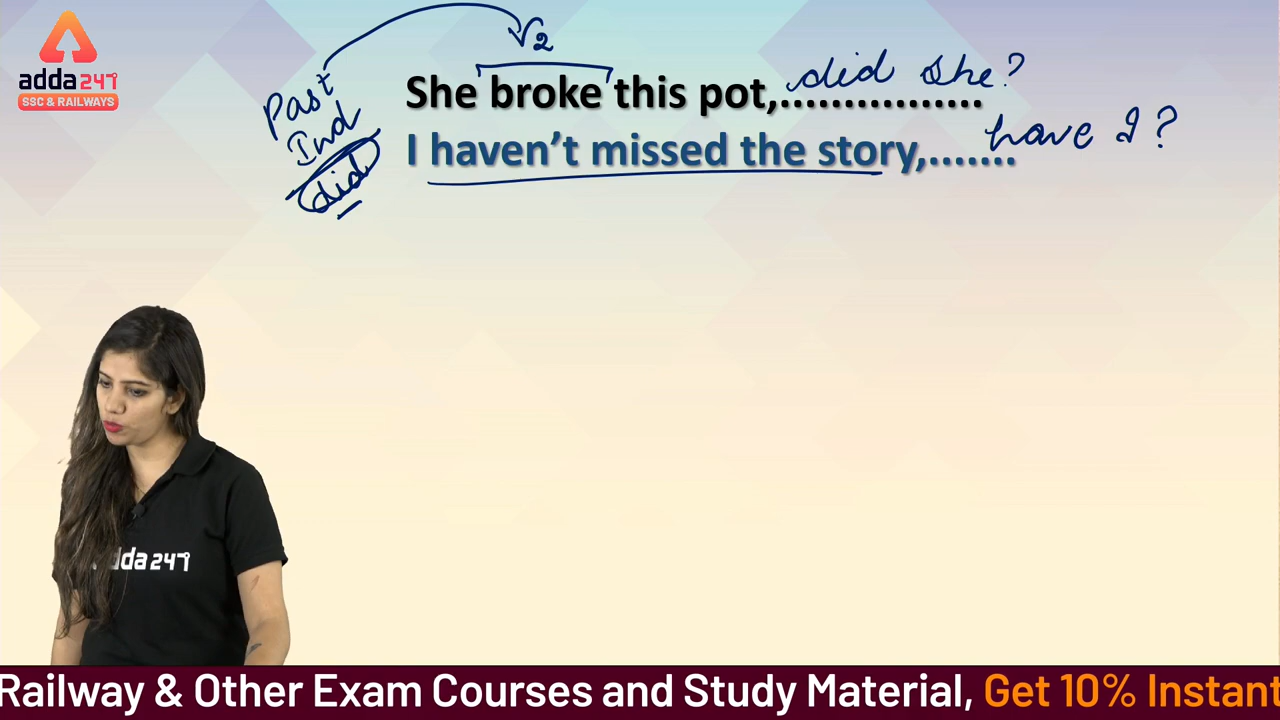 adda247
SSC & RAILWAYS
V2
Past
Ind
did
She broke this pot,................ did she?
I haven't missed the story,....... have I?
dda247
Railway & Other Exam Courses and Study Material, Get 10% Instant